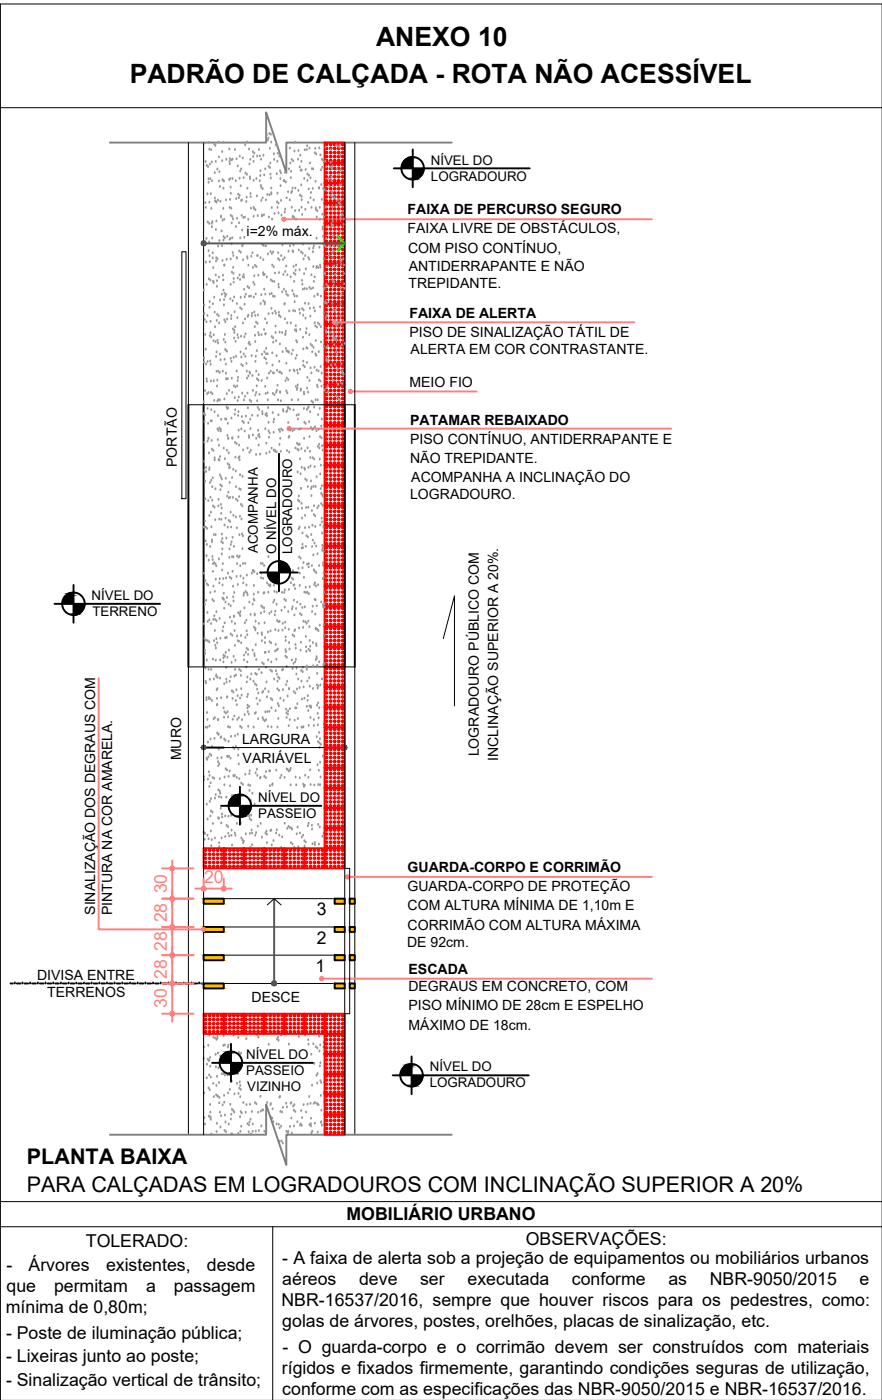 ANEXO 10
PADRÃO DE CALÇADA - ROTA NÃO ACESSÍVEL
NÍVEL DO
LOGRADOURO
FAIXA DE PERCURSO SEGURO
FAIXA LIVRE DE OBSTÁCULOS,
COM PISO CONTÍNUO,
ANTIDERRAPANTE E NÃO
TREPIDANTE.
i=2% máx.
FAIXA DE ALERTA
PISO DE SINALIZAÇÃO TÁTIL DE
ALERTA EM COR CONTRASTANTE.
MEIO FIO
PORTÃO
PATAMAR REBAIXADO
PISO CONTÍNUO, ANTIDERRAPANTE E
NÃO TREPIDANTE.
ACOMPANHA A INCLINAÇÃO DO
LOGRADOURO.
ACOMPANHA
O NÍVEL DO
LOGRADOURO
NÍVEL DO
TERRENO
LOGRADOURO PÚBLICO COM
INCLINAÇÃO SUPERIOR A 20%.
SINALIZAÇÃO DOS DEGRAUS COM
PINTURA NA COR AMARELA.
MURO
LARGURA
VARIÁVEL
NÍVEL DO
PASSEIO
GUARDA-CORPO E CORRIMÃO
GUARDA-CORPO DE PROTEÇÃO
COM ALTURA MÍNIMA DE 1,10m E
CORRIMÃO COM ALTURA MÁXIMA
DE 92cm.
30
20
28
3
28
2
28
1
30
DESCE
ESCADA
DEGRAUS EM CONCRETO, COM
PISO MÍNIMO DE 28cm E ESPELHO
MÁXIMO DE 18cm.
DIVISA ENTRE
TERRENOS
NÍVEL DO
PASSEIO
VIZINHO
NÍVEL DO
LOGRADOURO
PLANTA BAIXA
PARA CALÇADAS EM LOGRADOUROS COM INCLINAÇÃO SUPERIOR A 20%
MOBILIÁRIO URBANO
TOLERADO:
- Árvores existentes, desde
que permitam a passagem
mínima de 0,80m;
- Poste de iluminação pública;
- Lixeiras junto ao poste;
- Sinalização vertical de trânsito;
OBSERVAÇÕES:
- A faixa de alerta sob a projeção de equipamentos ou mobiliários urbanos
aéreos deve ser executada conforme as NBR-9050/2015 e
NBR-16537/2016, sempre que houver riscos para os pedestres, como:
golas de árvores, postes, orelhões, placas de sinalização, etc.
- O guarda-corpo e o corrimão devem ser construídos com materiais
rígidos e fixados firmemente, garantindo condições seguras de utilização,
conforme com as especificações das NBR-9050/2015 e NBR-16537/2016.